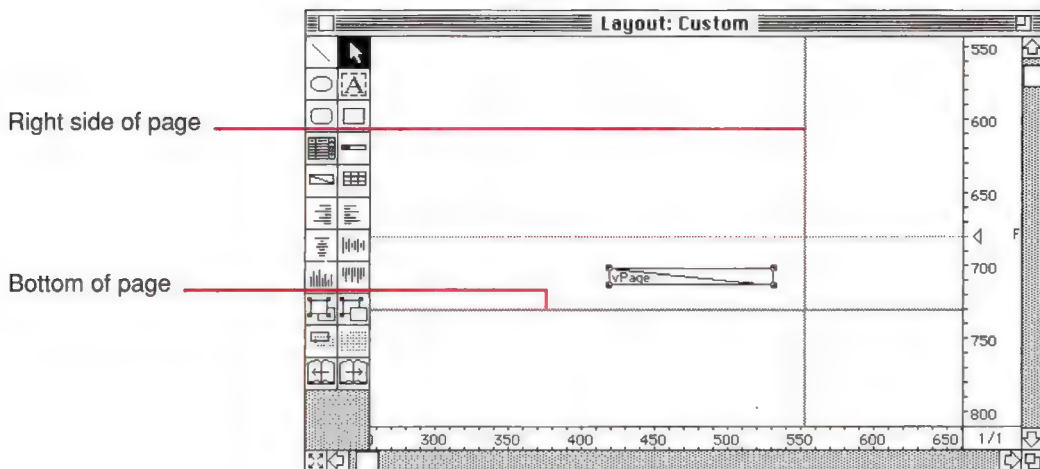 Layout: Custom
A
550
Right side of page
600
650
F
700
vPage
Bottom of page
750
800
300 350 400 450 500 550 600 650 1/1